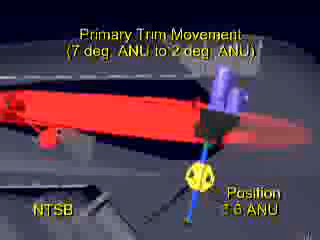 Primary Trim Movement
(7 deg. ANU to 2 deg. ANU)
Position
NTSB
ANU